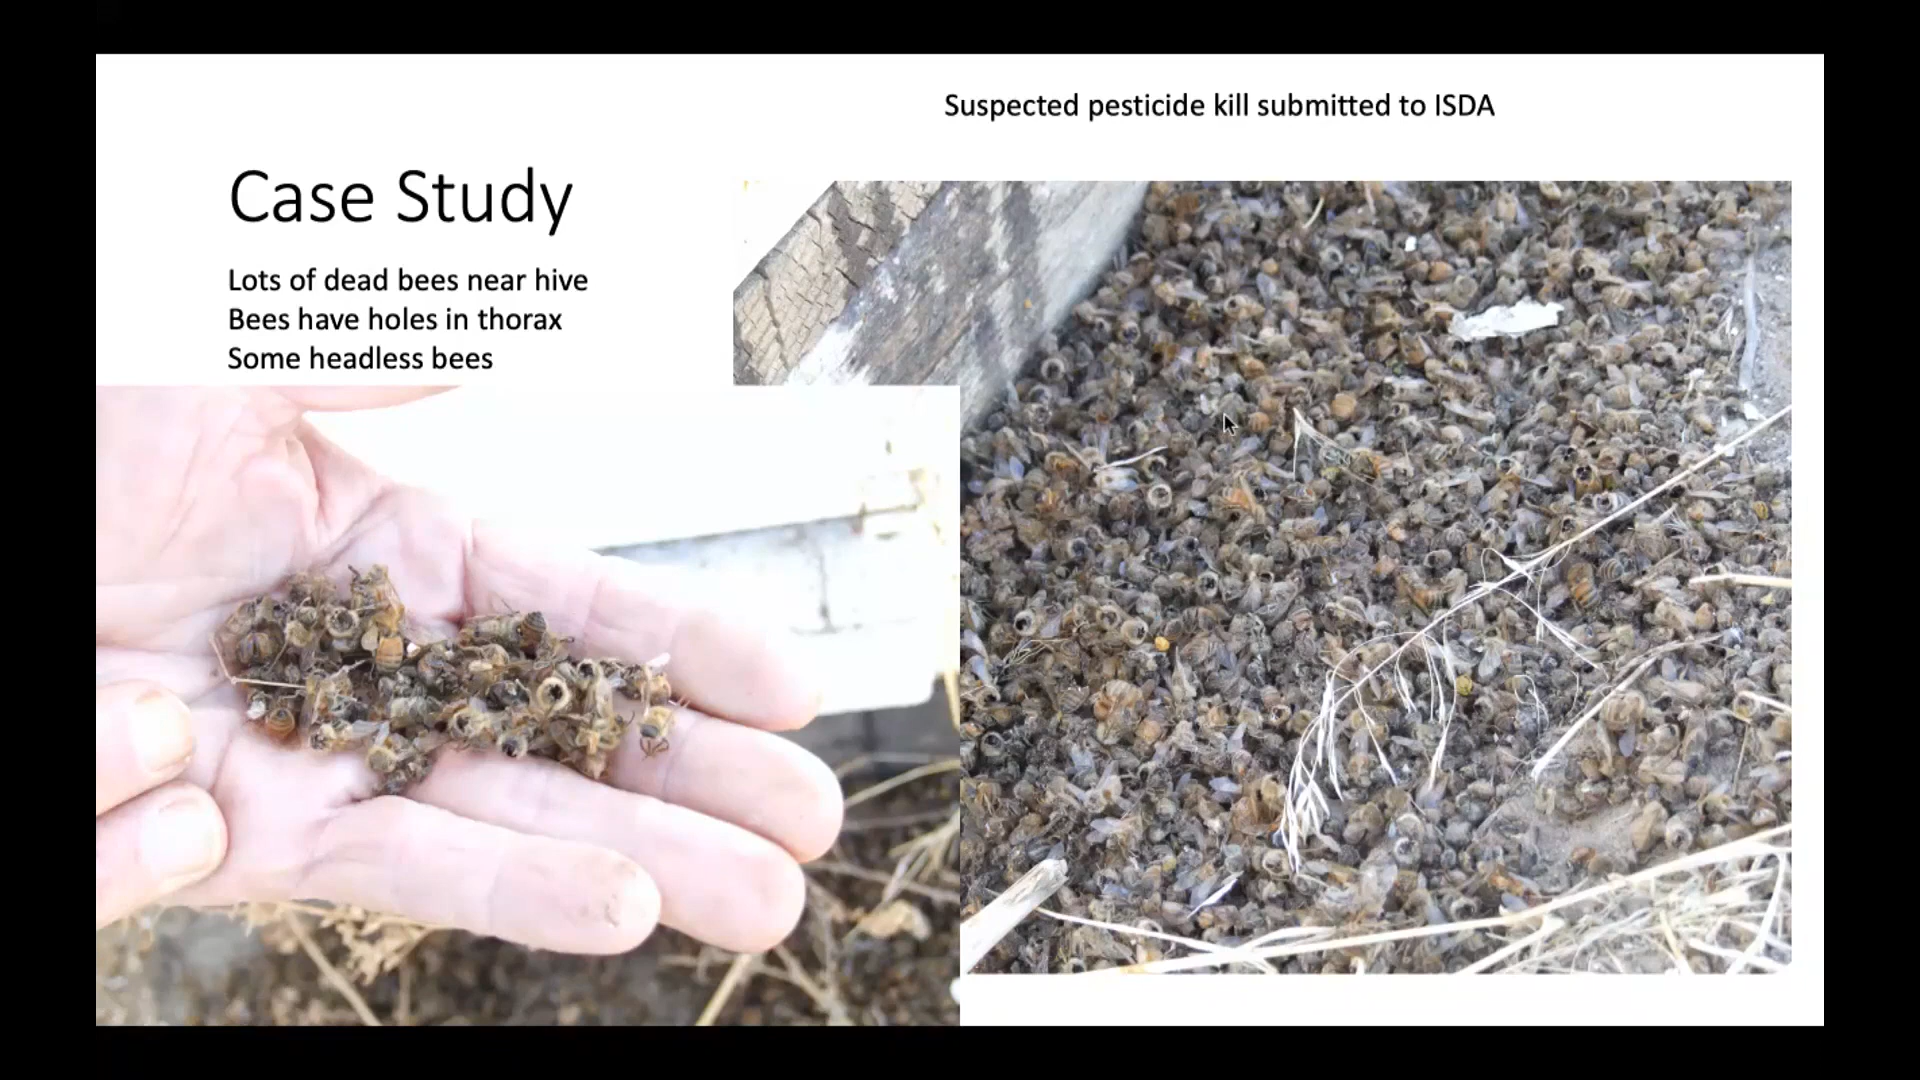 Suspected pesticide kill submitted to ISDA
Case Study
Lots of dead bees near hive
Bees have holes in thorax
Some headless bees